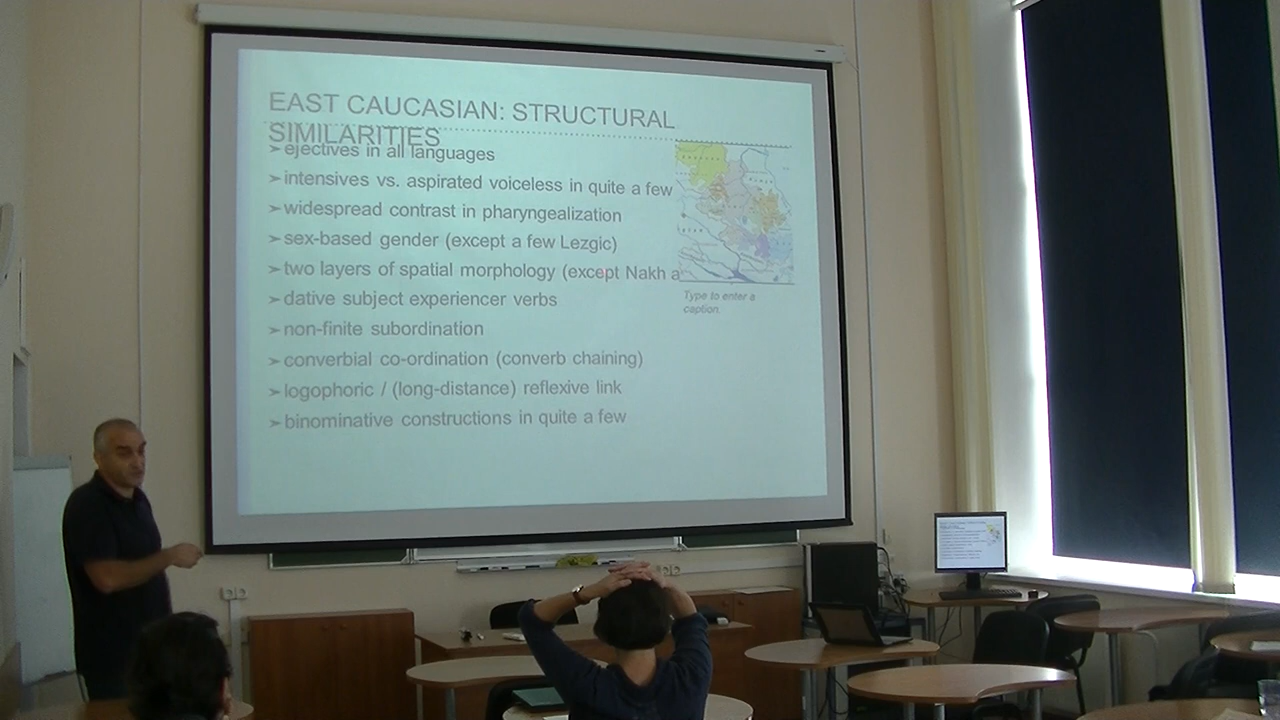 EAST CAUCASIAN: STRUCTURAL
SIMILARITIES
➢ejectives in all languages
➢intensives vs. aspirated voiceless in quite a few
➢widespread contrast in pharyngealization
➢sex-based gender (except a few Lezgic)
➢two layers of spatial morphology (except Nakh a
➢dative subject experiencer verbs
➢non-finite subordination
➢converbial co-ordination (converb chaining)
➢logophoric / (long-distance) reflexive link
➢binominative constructions in quite a few
Type to enter a
caption.